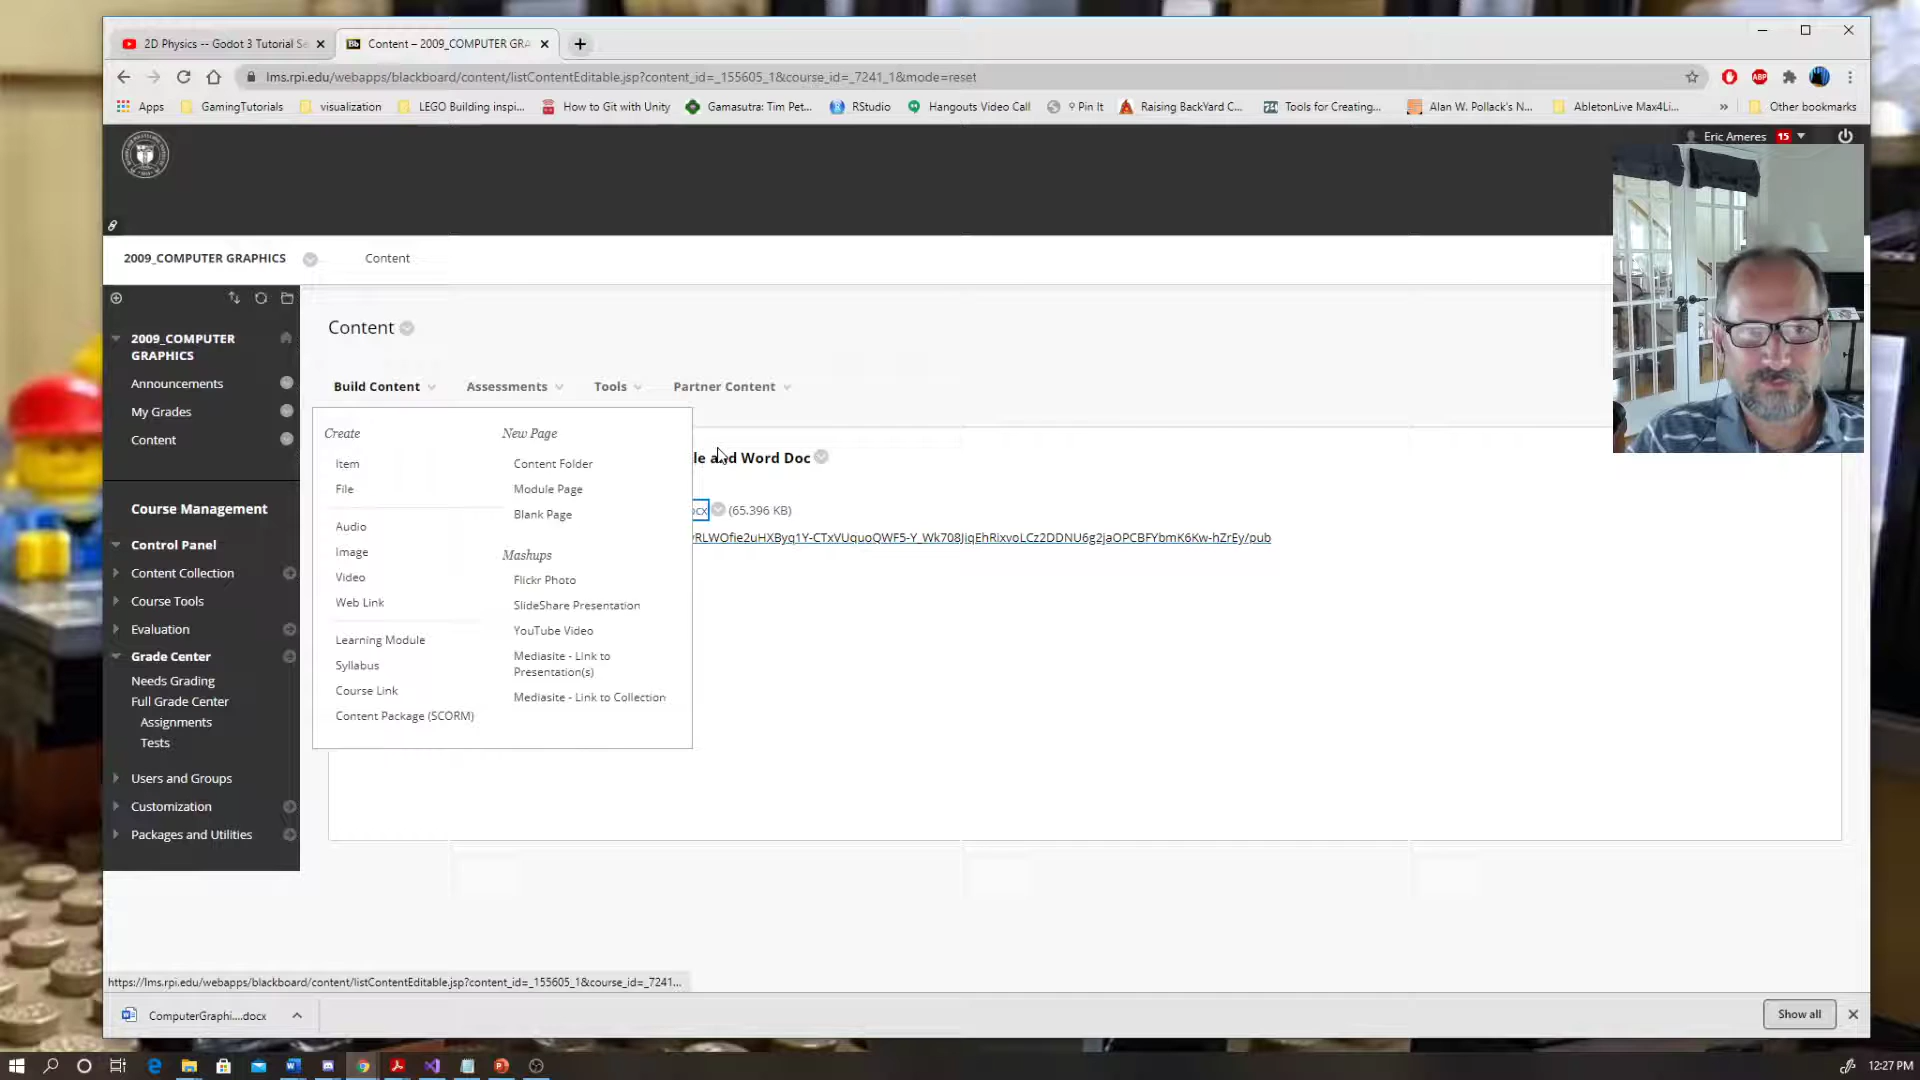 2D Physics -- Godot 3 Tutorial Se
Content – 2009_COMPUTER GRA
lms.rpi.edu/webapps/blackboard/content/listContentEditable.jsp?content_id=_155605_1&course_id=_7241_1&mode=reset
Apps
GamingTutorials
visualization
LEGO Building inspi...
How to Git with Unity
Gamasutra: Tim Pet...
RStudio
Hangouts Video Call
Pin It
Raising BackYard C...
Tools for Creating...
Alan W. Pollack's N...
AbletonLive Max4Li...
»
Other bookmarks
Eric Ameres 15
2009_COMPUTER GRAPHICS
Content
2009_COMPUTER
GRAPHICS
Announcements
My Grades
Content
Course Management
Control Panel
Content Collection
Course Tools
Evaluation
Grade Center
Needs Grading
Full Grade Center
Assignments
Tests
Users and Groups
Customization
Packages and Utilities
Content
Build Content
Assessments
Tools
Partner Content
Create
Item
File
Audio
Image
Video
Web Link
Learning Module
Syllabus
Course Link
Content Package (SCORM)
New Page
Content Folder
Module Page
Blank Page
Mashups
Flickr Photo
SlideShare Presentation
YouTube Video
Mediasite - Link to
Presentation(s)
Mediasite - Link to Collection
le and Word Doc
(65.396 KB)
RLWOfie2uHXByq1Y-CTxVUquoQWF5-Y_Wk708JiqEhRixvoLCz2DDNU6g2jaOPCBFYbmK6Kw-hZrEy/pub
https://lms.rpi.edu/webapps/blackboard/content/listContentEditable.jsp?content_id=_155605_1&course_id=_7241...
ComputerGraphi....docx
Show all
12:27 PM